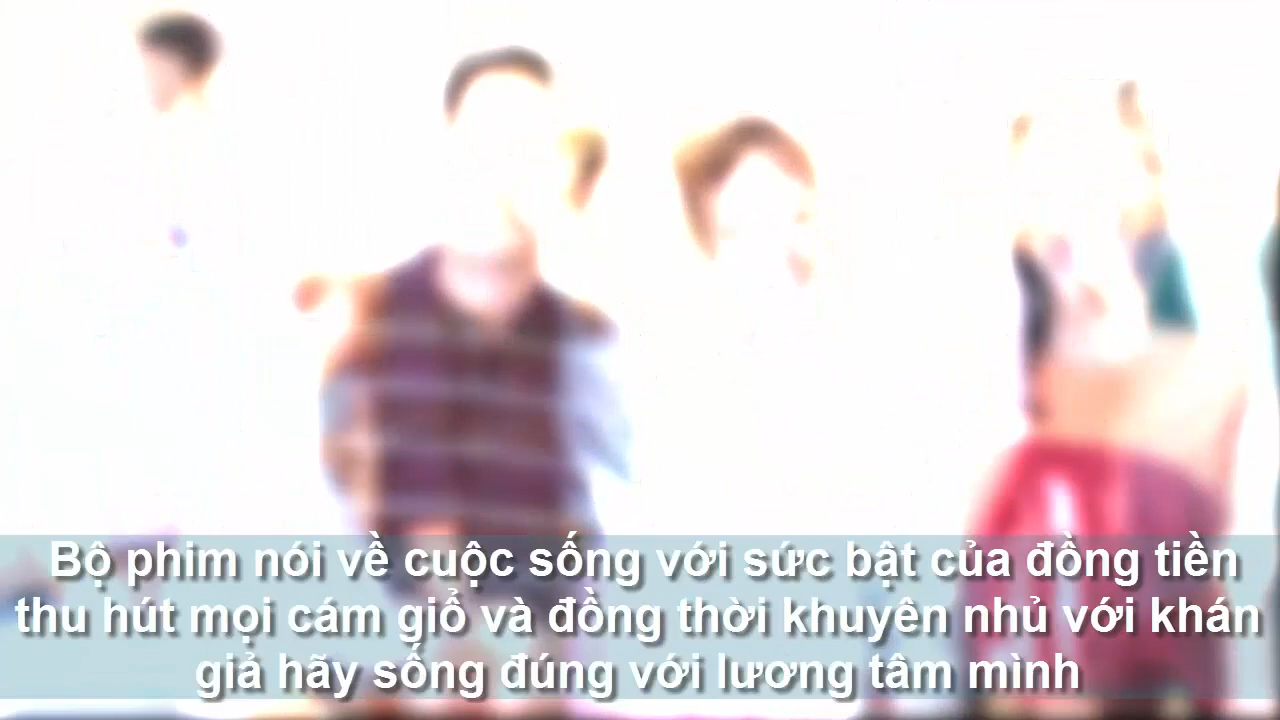 Bộ phim nói về cuộc sống với sức bật của đồng tiền
thu hút mọi cám giổ và đồng thời khuyên nhủ với khán
giả hãy sống đúng với lương tâm mình